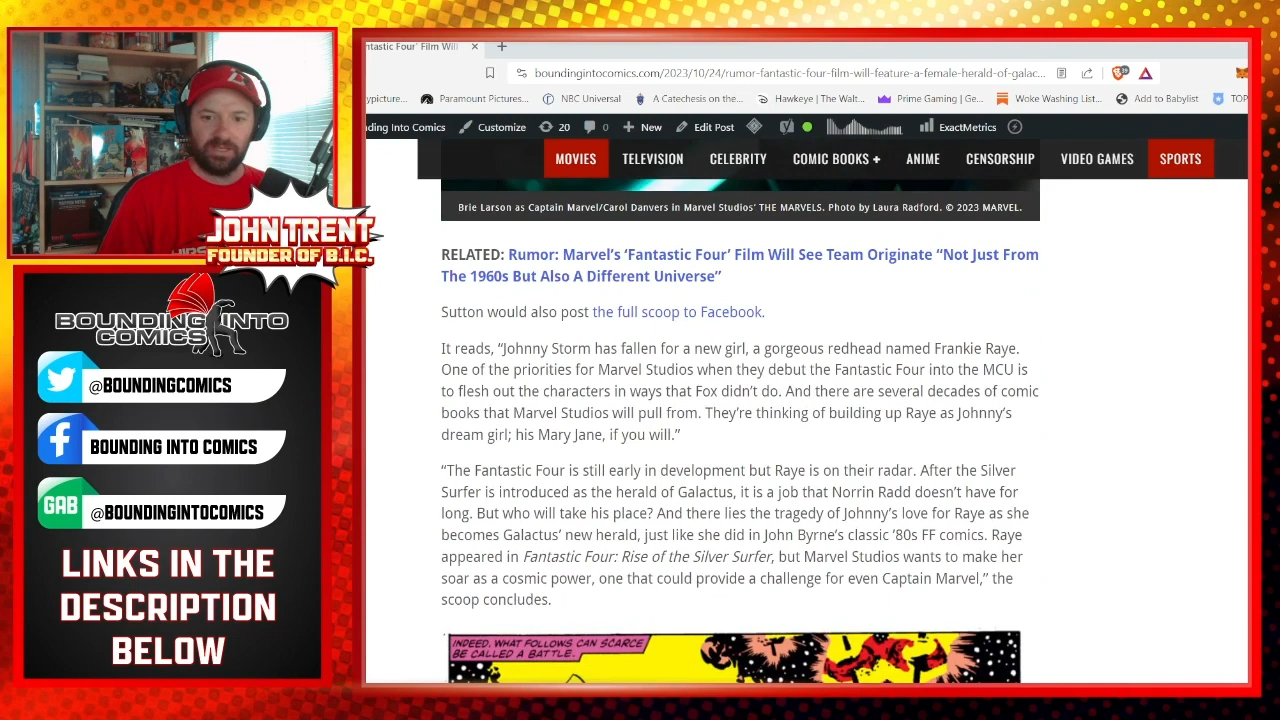 ntastic Four' Film Will
boundingintocomics.com/2023/10/24/rumor-fantastic-four-film-will-feature-a-female-herald-of-galac
ypicture...
Paramount Pictures...
NBC Universal
A Catechesis on the...
Hawkeye | The Walt...
Prime Gaming | Ge...
Woke Washing List...
Add to Babylist
TOP
nding Into Comics
Customize
20
0
New
Edit Post
ExactMetrics
MOVIES
TELEVISION
CELEBRITY
COMIC BOOKS +
ANIME
CENSORSHIP
VIDEO GAMES
SPORTS
Brie Larson as Captain Marvel/Carol Danvers in Marvel Studios' THE MARVELS. Photo by Laura Radford. © 2023 MARVEL.
RELATED: Rumor: Marvel's ‘Fantastic Four’ Film Will See Team Originate “Not Just From
The 1960s But Also A Different Universe”
Sutton would also post the full scoop to Facebook.
It reads, “Johnny Storm has fallen for a new girl, a gorgeous redhead named Frankie Raye.
One of the priorities for Marvel Studios when they debut the Fantastic Four into the MCU is
to flesh out the characters in ways that Fox didn’t do. And there are several decades of comic
books that Marvel Studios will pull from. They’re thinking of building up Raye as Johnny’s
dream girl; his Mary Jane, if you will.”
“The Fantastic Four is still early in development but Raye is on their radar. After the Silver
Surfer is introduced as the herald of Galactus, it is a job that Norrin Radd doesn’t have for
long. But who will take his place? And there lies the tragedy of Johnny’s love for Raye as she
becomes Galactus’ new herald, just like she did in John Byrne’s classic ’80s FF comics. Raye
appeared in Fantastic Four: Rise of the Silver Surfer, but Marvel Studios wants to make her
soar as a cosmic power, one that could provide a challenge for even Captain Marvel,” the
scoop concludes.
INDEED, WHAT FOLLOWS CAN SCARCE
BE CALLED A BATTLE.
JOHN TRENT
FOUNDER OF B.I.C.
BOUNDING INTO
COMICS
@BOUNDINGCOMICS
BOUNDING INTO COMICS
GAB
@BOUNDINGINTOCOMICS
LINKS IN THE
DESCRIPTION
BELOW